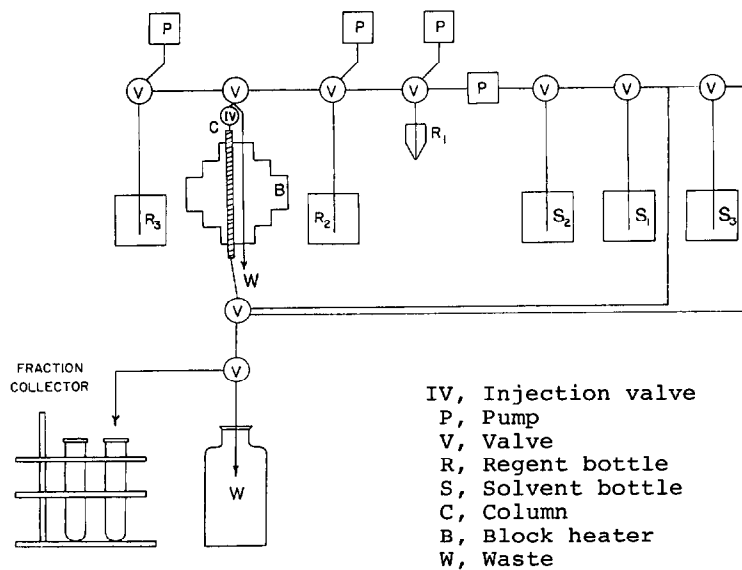 P P P
V V V V P V V V
IV
C
R1
B
R3 R2 S2 S1 S3
W
V
V
FRACTION
COLLECTOR
W
IV, Injection valve
P, Pump
V, Valve
R, Regent bottle
S, Solvent bottle
C, Column
B, Block heater
W, Waste